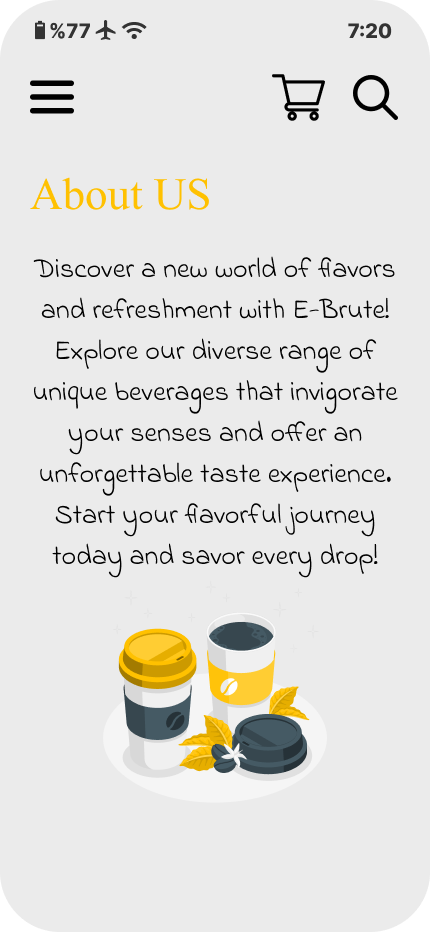 %77
7:20
About US
Discover a new world of flavors
and refreshment with E-Brute!
Explore our diverse range of
unique beverages that invigorate
your senses and offer an
unforgettable taste experience.
Start your flavorful journey
today and savor every drop!